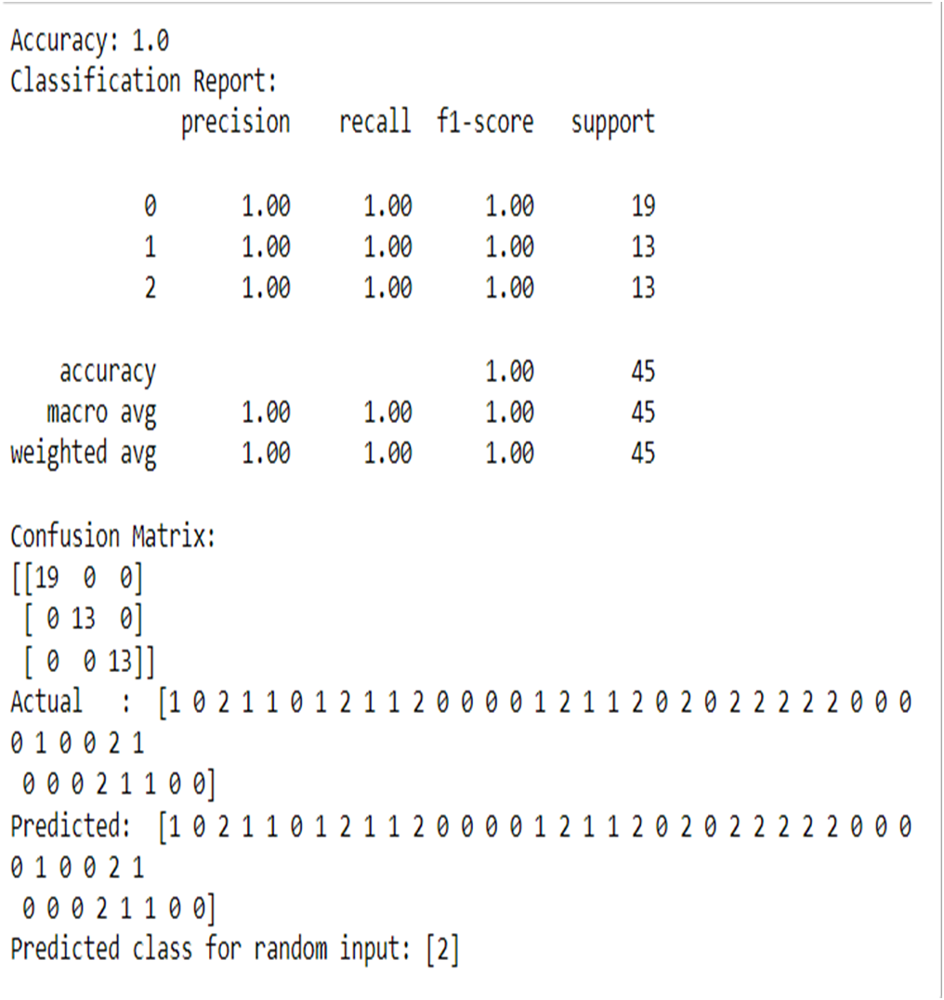 Accuracy: 1.0
Classification Report:
precision recall f1-score support
0 1.00 1.00 1.00 19
1 1.00 1.00 1.00 13
2 1.00 1.00 1.00 13
accuracy 1.00 45
macro avg 1.00 1.00 1.00 45
weighted avg 1.00 1.00 1.00 45
Confusion Matrix:
[[19 0 0]
[ 0 13 0]
[ 0 0 13]]
Actual : [1 0 2 1 1 0 1 2 1 1 2 0 0 0 0 1 2 1 1 2 0 2 0 2 2 2 2 2 0 0 0
0 1 0 0 2 1
0 0 0 2 1 1 0 0]
Predicted: [1 0 2 1 1 0 1 2 1 1 2 0 0 0 0 1 2 1 1 2 0 2 0 2 2 2 2 2 0 0 0
0 1 0 0 2 1
0 0 0 2 1 1 0 0]
Predicted class for random input: [2]